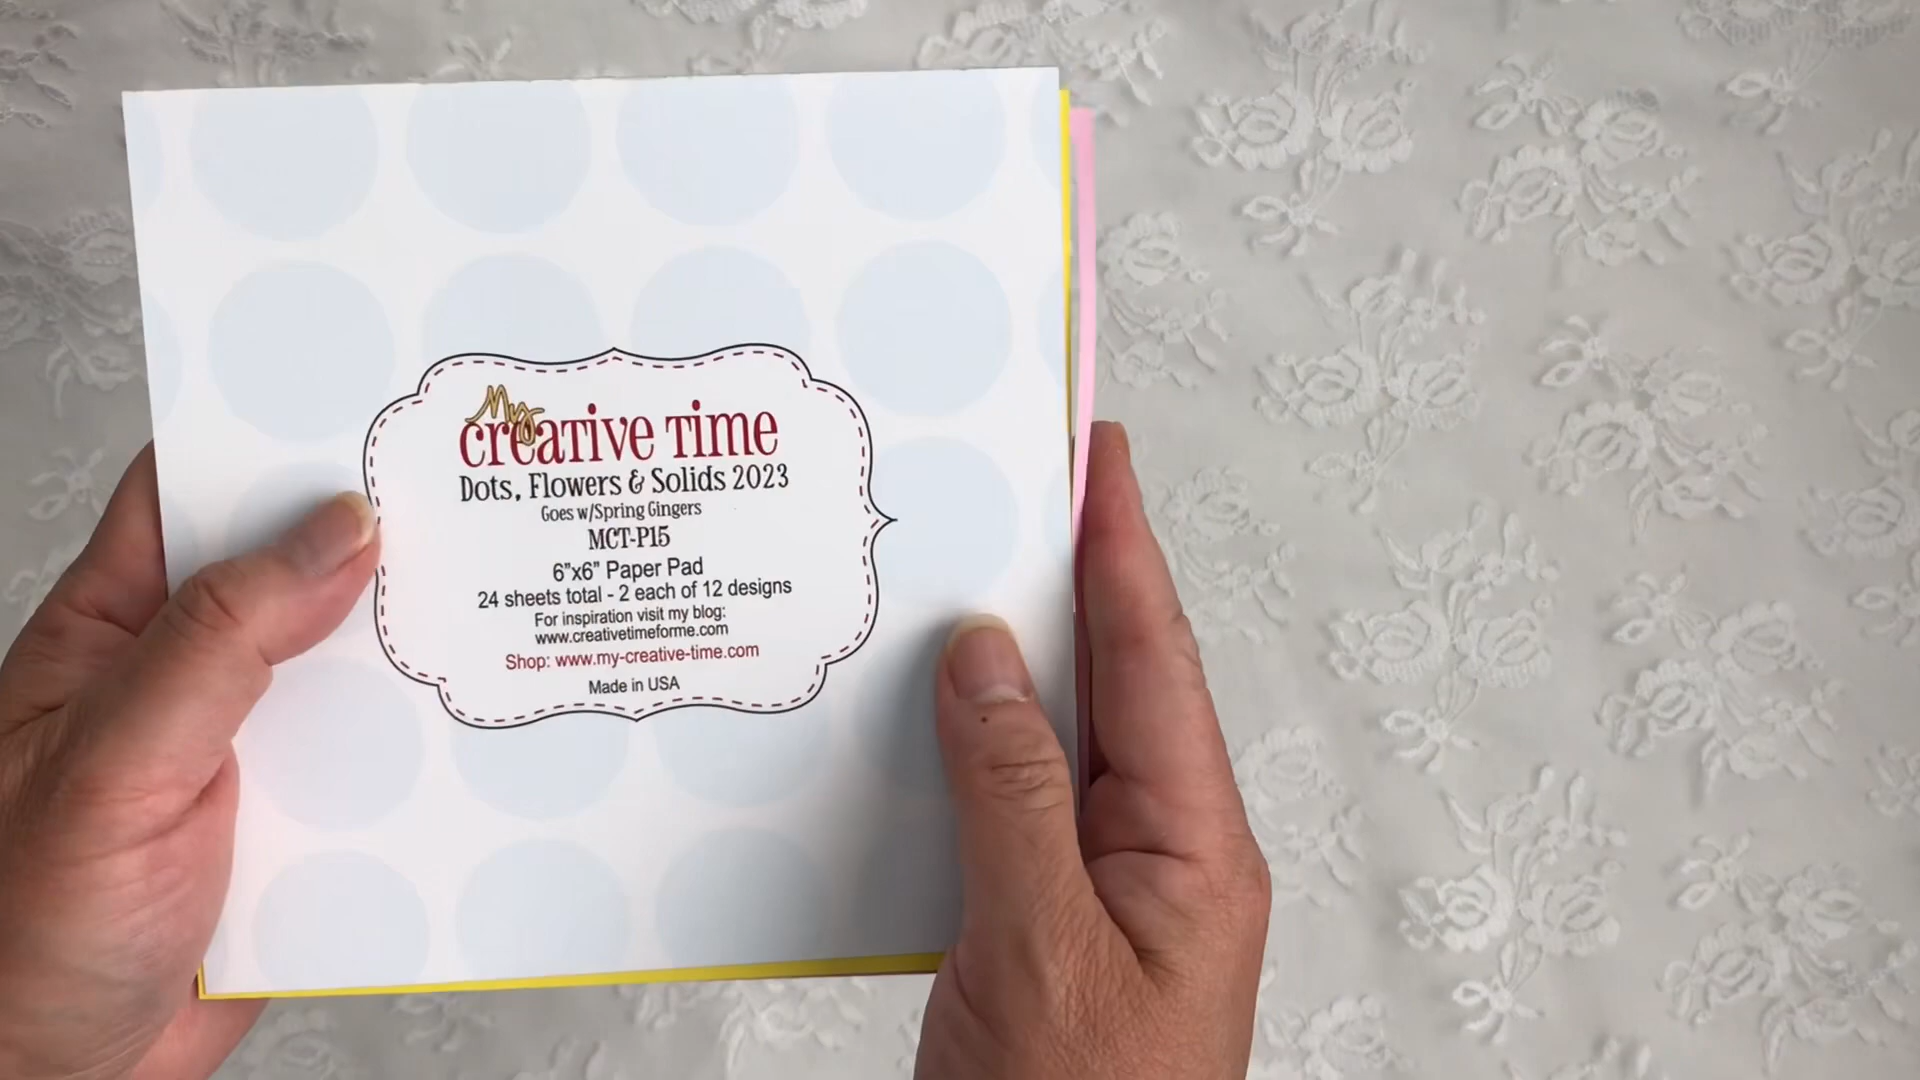 My
creative time
Dots, Flowers & Solids 2023
Goes w/Spring Gingers
MCT-P15
6"x6" Paper Pad
24 sheets total - 2 each of 12 designs
For inspiration visit my blog:
www.creativetimeforme.com
Shop: www.my-creative-time.com
Made in USA